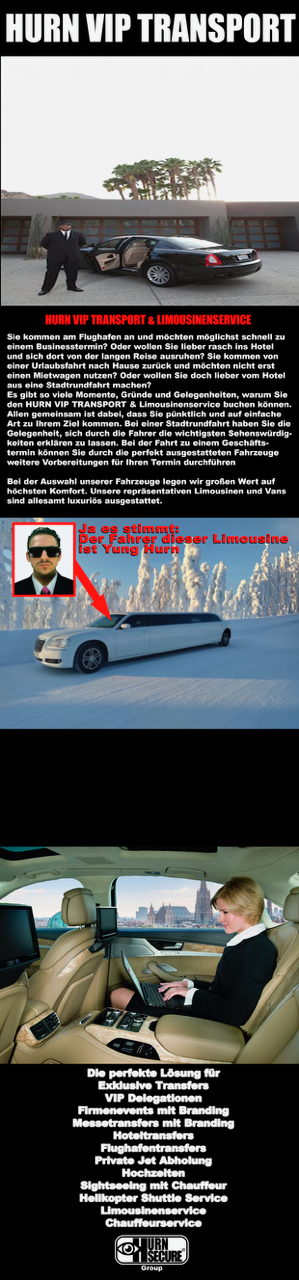 HURN VIP TRANSPORT
HURN VIP TRANSPORT & LIMOUSINENSERVICE
Sie kommen am Flughafen an und möchten möglichst schnell zu
einem Businesstermin? Oder wollen Sie lieber rasch ins Hotel
und sich dort von der langen Reise ausruhen? Sie kommen von
einer Urlaubsfahrt nach Hause zurück und möchten nicht erst
einen Mietwagen nutzen? Oder wollen Sie doch lieber vom Hotel
aus eine Stadtrundfahrt machen?
Es gibt so viele Momente, Gründe und Gelegenheiten, warum Sie
den HURN VIP TRANSPORT & Limousinenservice buchen können.
Allen gemeinsam ist dabei, dass Sie pünktlich und auf einfache
Art zu Ihrem Ziel kommen. Bei einer Stadtrundfahrt haben Sie die
Gelegenheit, sich durch die Fahrer die wichtigsten Sehenswürdig-
keiten erklären zu lassen. Bei der Fahrt zu einem Geschäfts-
termin können Sie durch die perfekt ausgestatteten Fahrzeuge
weitere Vorbereitungen für Ihren Termin durchführen
Bei der Auswahl unserer Fahrzeuge legen wir großen Wert auf
höchsten Komfort. Unsere repräsentativen Limousinen und Vans
sind allesamt luxuriös ausgestattet.
Ja es stimmt:
Der Fahrer dieser Limousine
ist Yung Hurn
Die perfekte Lösung für
Exklusive Transfers
VIP Delegationen
Firmenevents mit Branding
Messetransfers mit Branding
Hoteltransfers
Flughafentransfers
Private Jet Abholung
Hochzeiten
Sightseeing mit Chauffeur
Helikopter Shuttle Service
Limousinenservice
Chauffeurservice
HURN
SECURE
Group